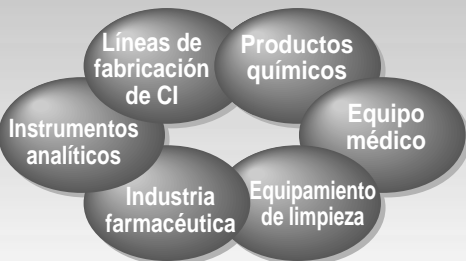 Líneas de
fabricación
de CI
Productos
químicos
Equipo
médico
Equipamiento
de limpieza
Industria
farmacéutica
Instrumentos
analíticos